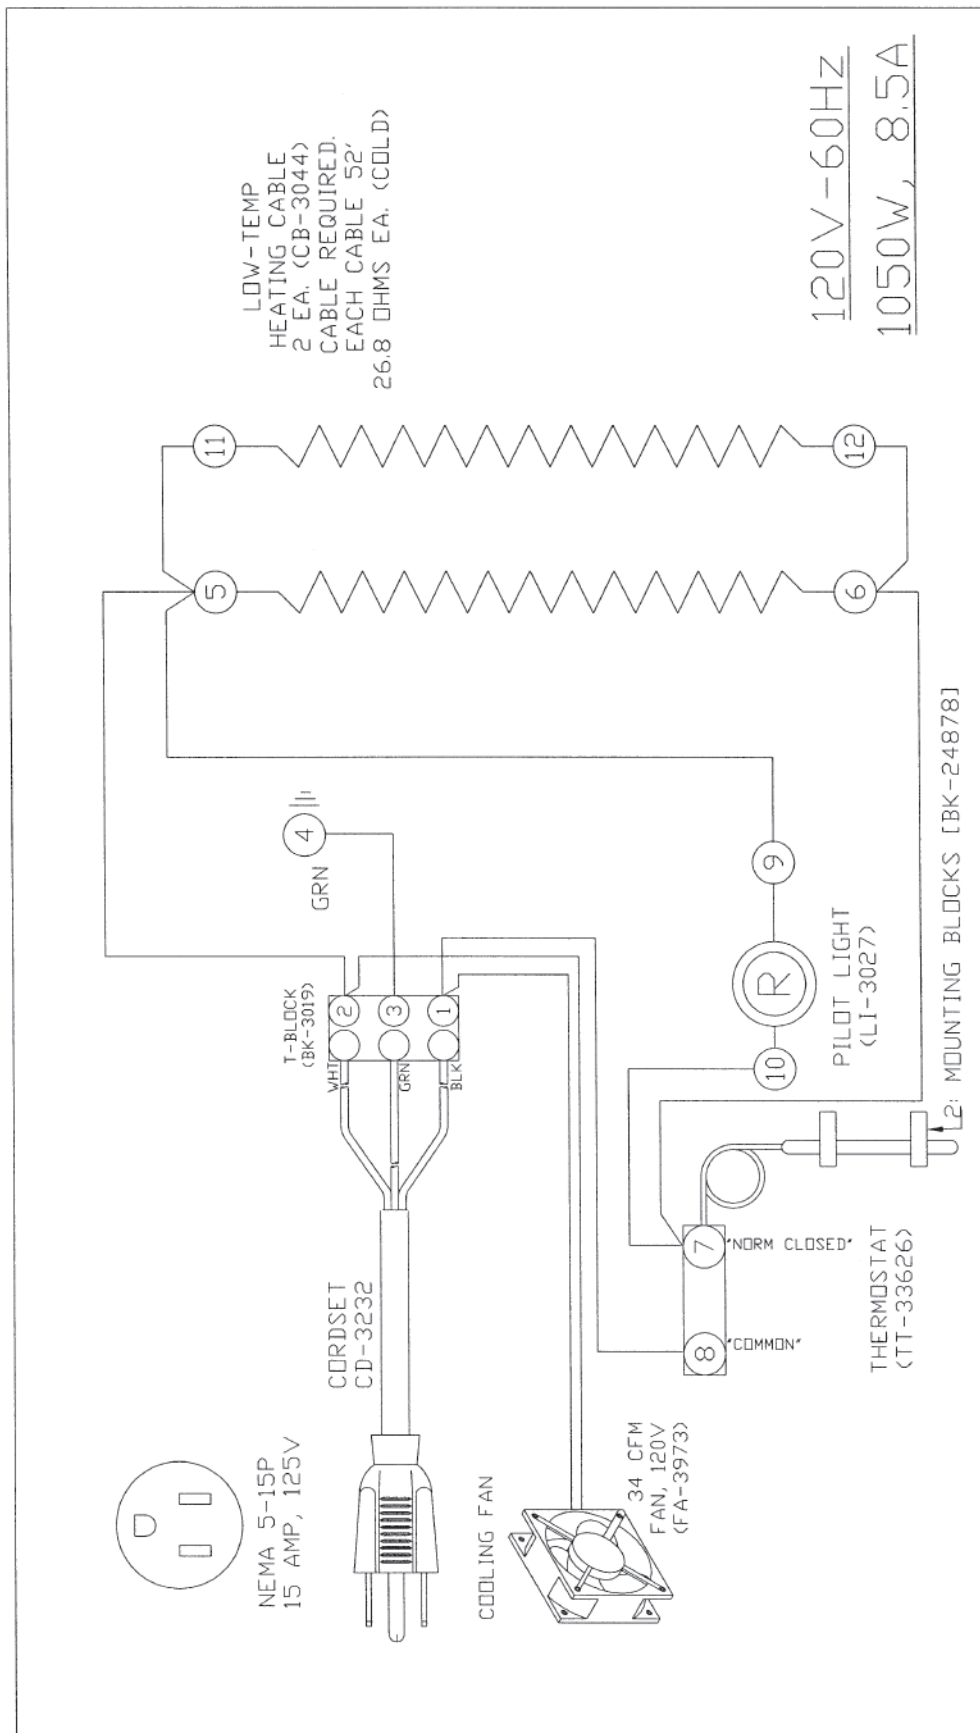 NEMA 5-15P
15 AMP, 125V
CORDSET
CD-3232
T-BLOCK
(BK-3019)
WHT
GRN
BLK
2
3
1
GRN
4
LOW-TEMP
HEATING CABLE
2 EA. (CB-3044)
CABLE REQUIRED.
EACH CABLE 52'
26.8 OHMS EA. (COLD)
5
11
6
12
COOLING FAN
34 CFM
FAN, 120V
(FA-3973)
8
7
"COMMON"
"NORM CLOSED"
THERMOSTAT
(TT-33626)
10
R
9
PILOT LIGHT
(LI-3027)
2: MOUNTING BLOCKS [BK-24878]
120V-60Hz
1050W, 8.5A